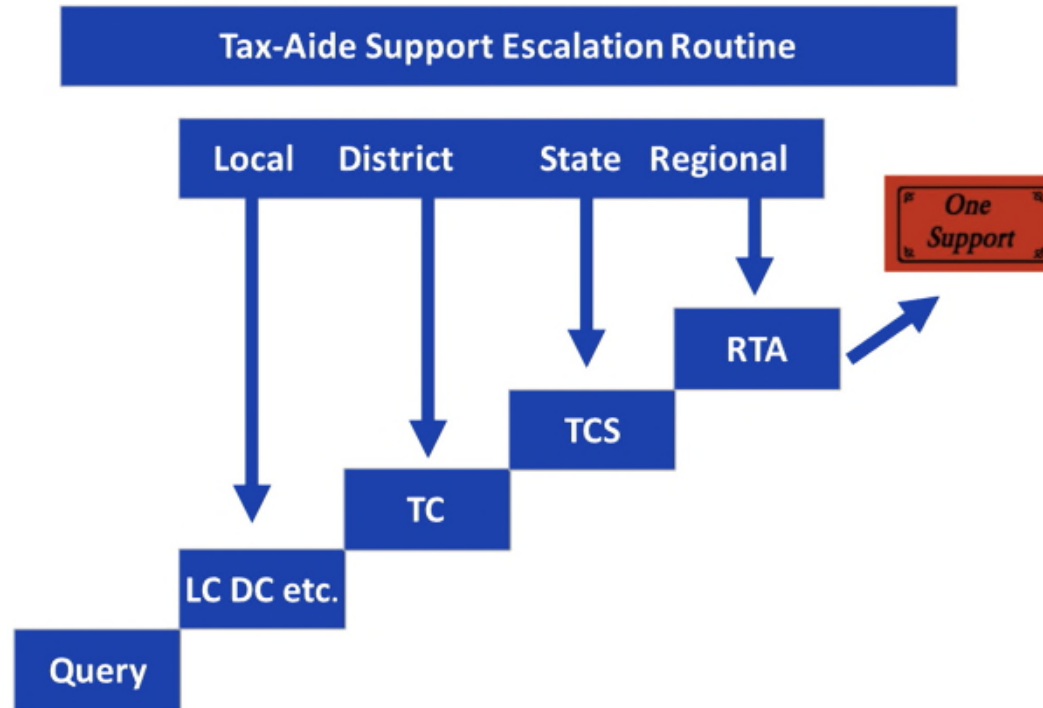 Tax-Aide Support Escalation Routine
Local District State Regional
One
Support
RTA
TCS
TC
LC DC etc.
Query